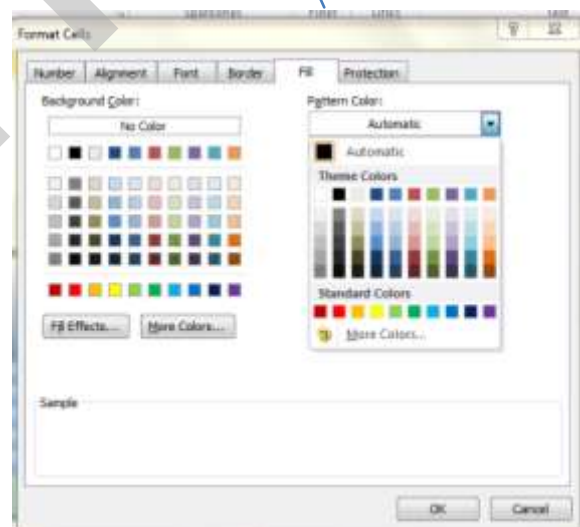 Format Cells
Number Alignment Font Border Fill Protection
Background Color:
No Color
Fill Effects... More Colors...
Pattern Color:
Automatic
Automatic
Theme Colors
Standard Colors
More Colors...
Sample
OK Cancel